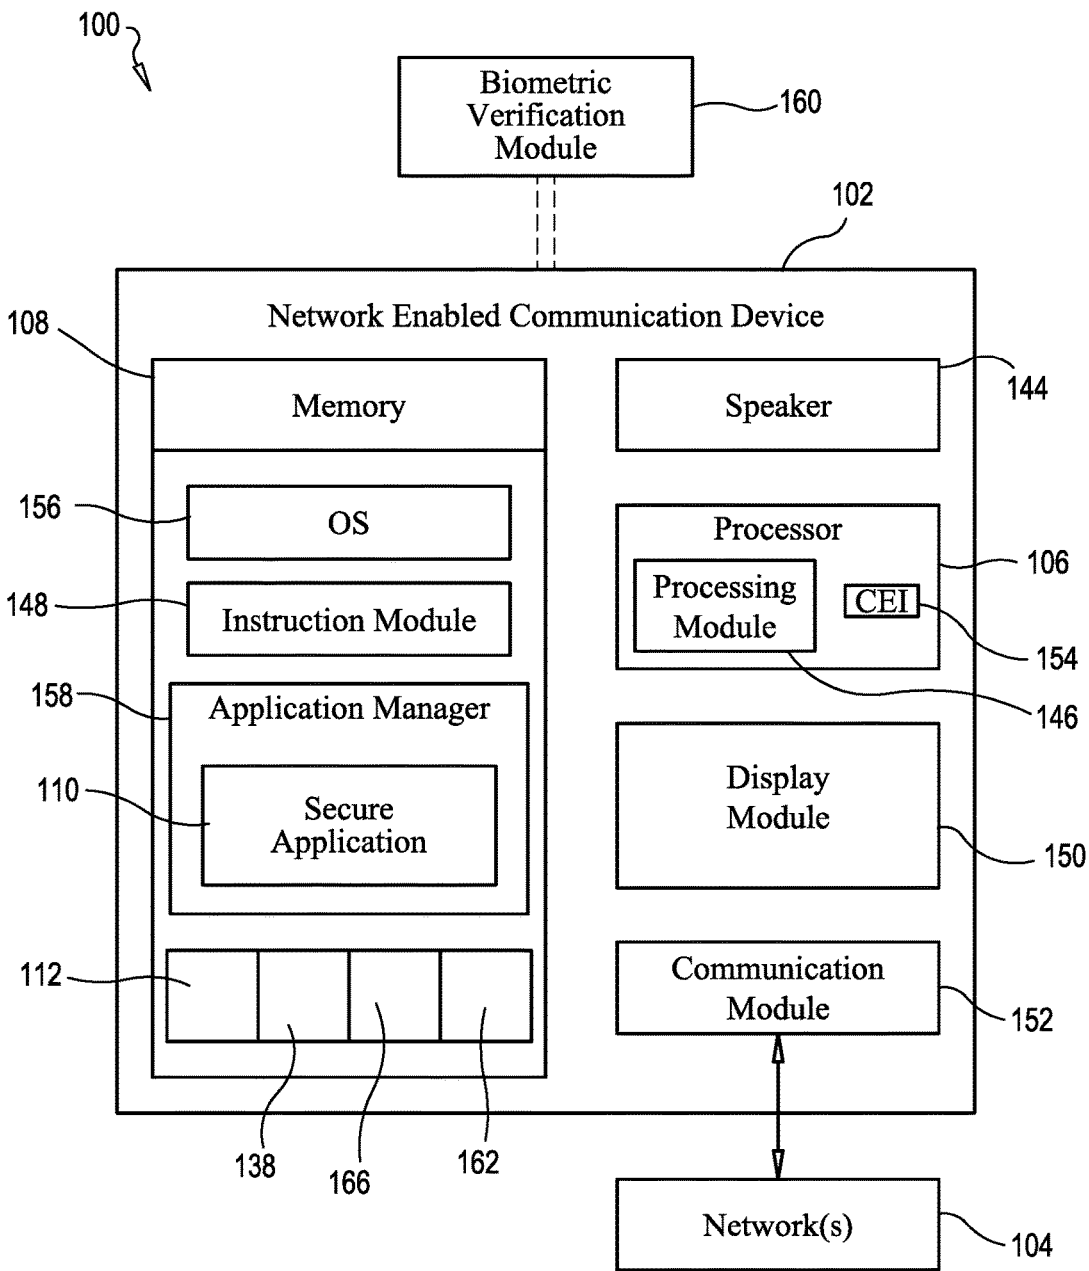 100
Biometric
Verification
Module
160
102
Network Enabled Communication Device
108
Memory
Speaker
144
156
OS
Processor
106
Processing
Module
CEI
154
148
Instruction Module
146
158
Application Manager
110
Secure
Application
Display
Module
150
112
Communication
Module
152
138
166
162
Network(s)
104